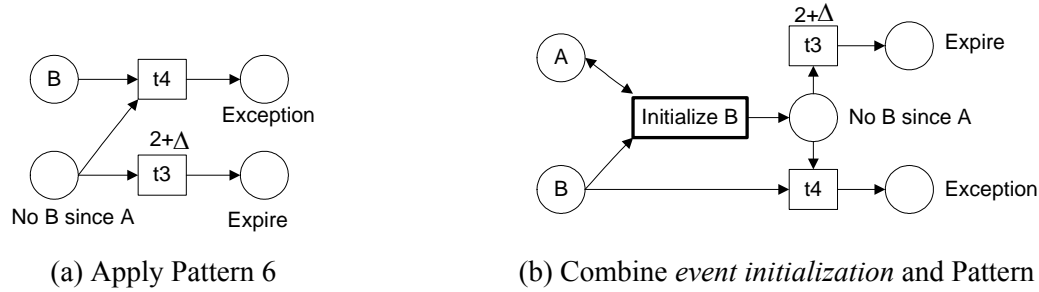 B
t4
Exception
2+Δ
t3
No B since A
Expire
(a) Apply Pattern 6
2+Δ
A
t3
Expire
Initialize B
No B since A
B
t4
Exception
(b) Combine event initialization and Pattern